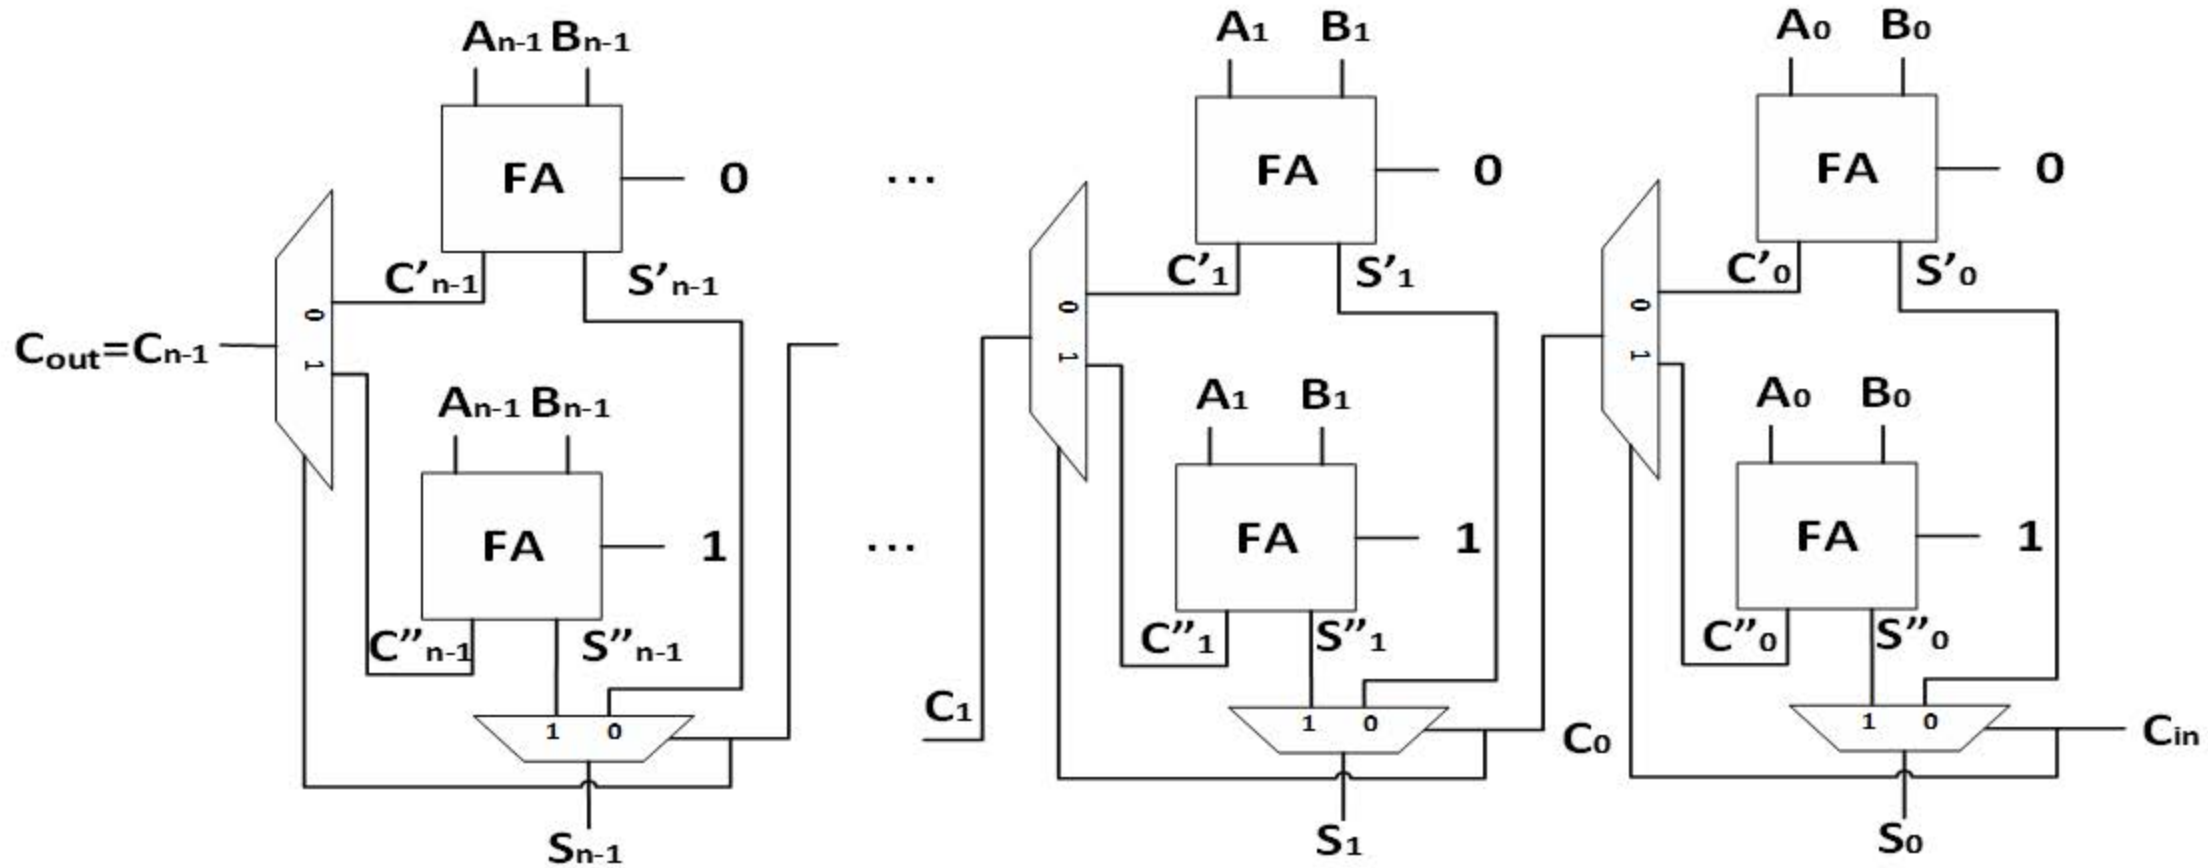 An-1 Bn-1
A1 B1
A0 B0
FA 0
...
FA 0
FA 0
C'n-1 S'n-1
C'1 S'1
C'0 S'0
0
1
0
1
0
1
Cout=Cn-1
An-1 Bn-1
A1 B1
A0 B0
FA 1
...
FA 1
FA 1
C”n-1 S”n-1
C”1 S”1
C”0 S”0
C1
1 0
1 0
C0
1 0
Cin
Sn-1
S1
S0